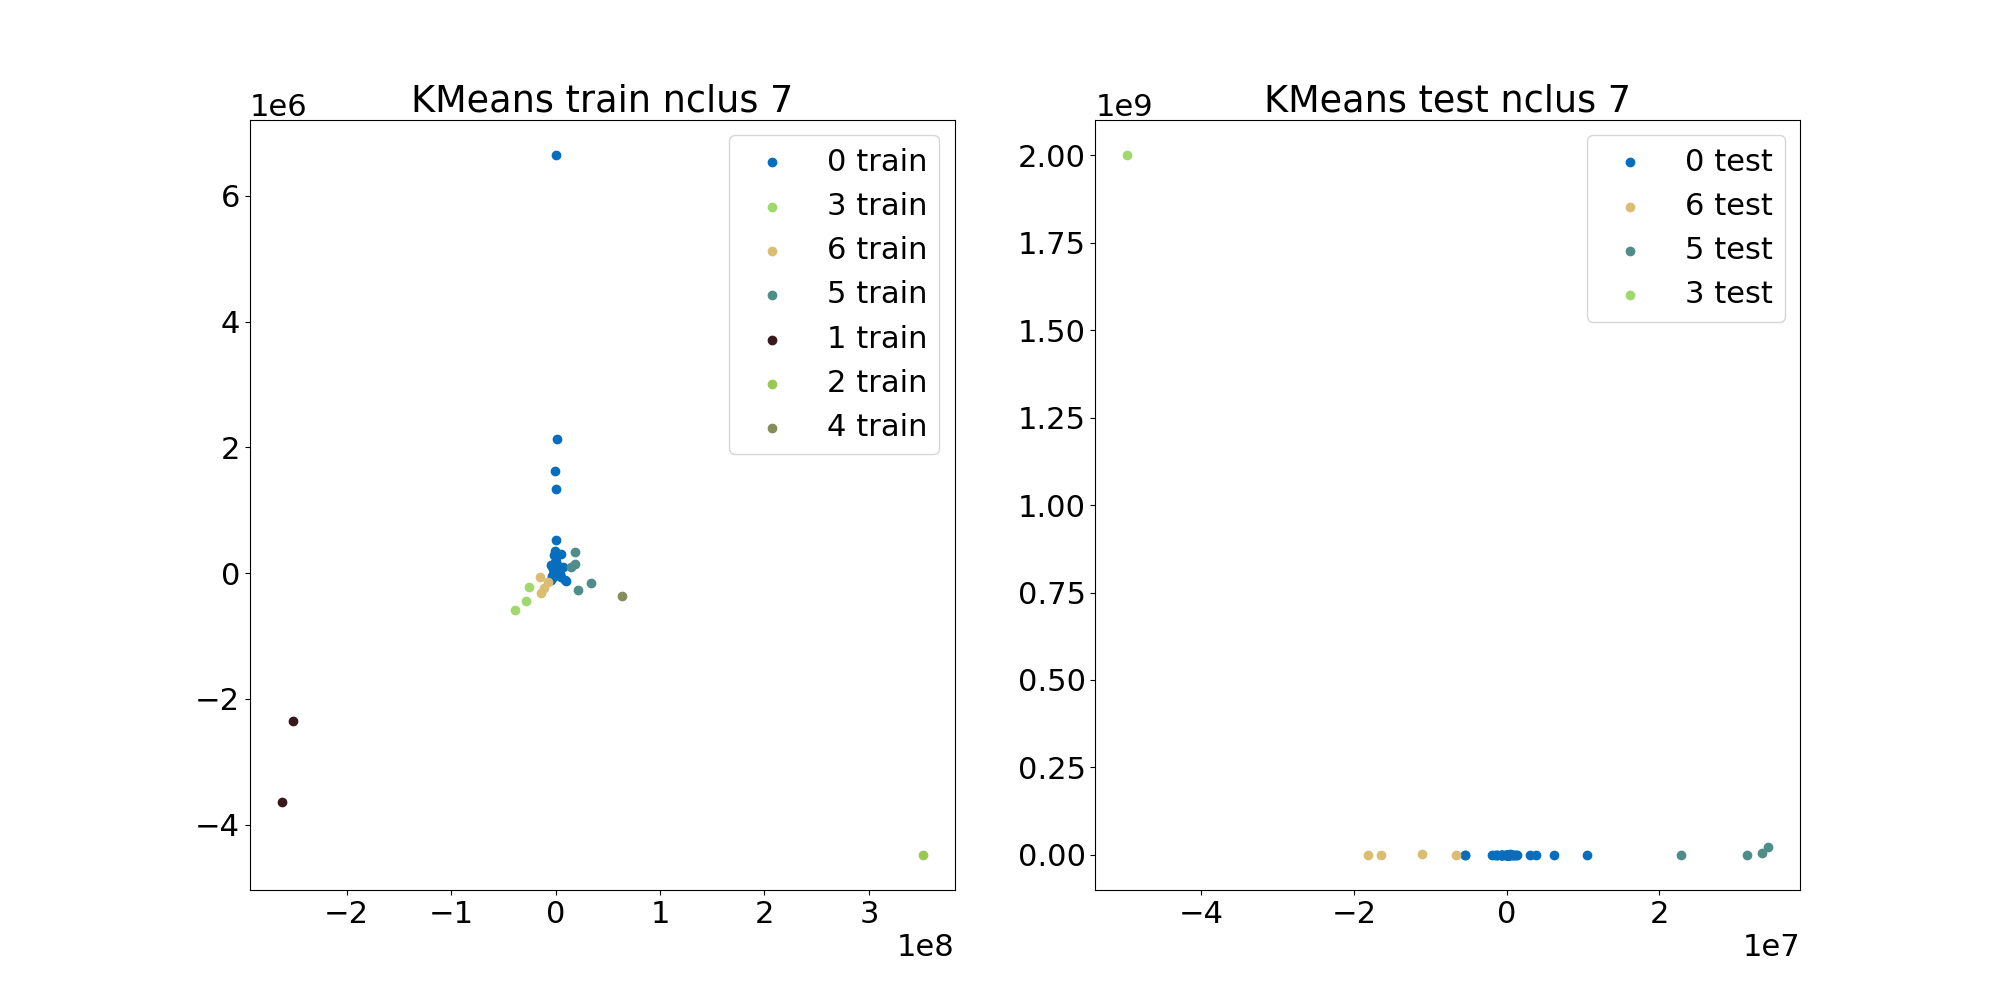 KMeans train nclus 7
1e6
6
4
2
0
−2
−4
−2
−1
0
1
2
3
1e8
0 train
3 train
6 train
5 train
1 train
2 train
4 train
KMeans test nclus 7
1e9
2.00
1.75
1.50
1.25
1.00
0.75
0.50
0.25
0.00
−4
−2
0
2
1e7
0 test
6 test
5 test
3 test